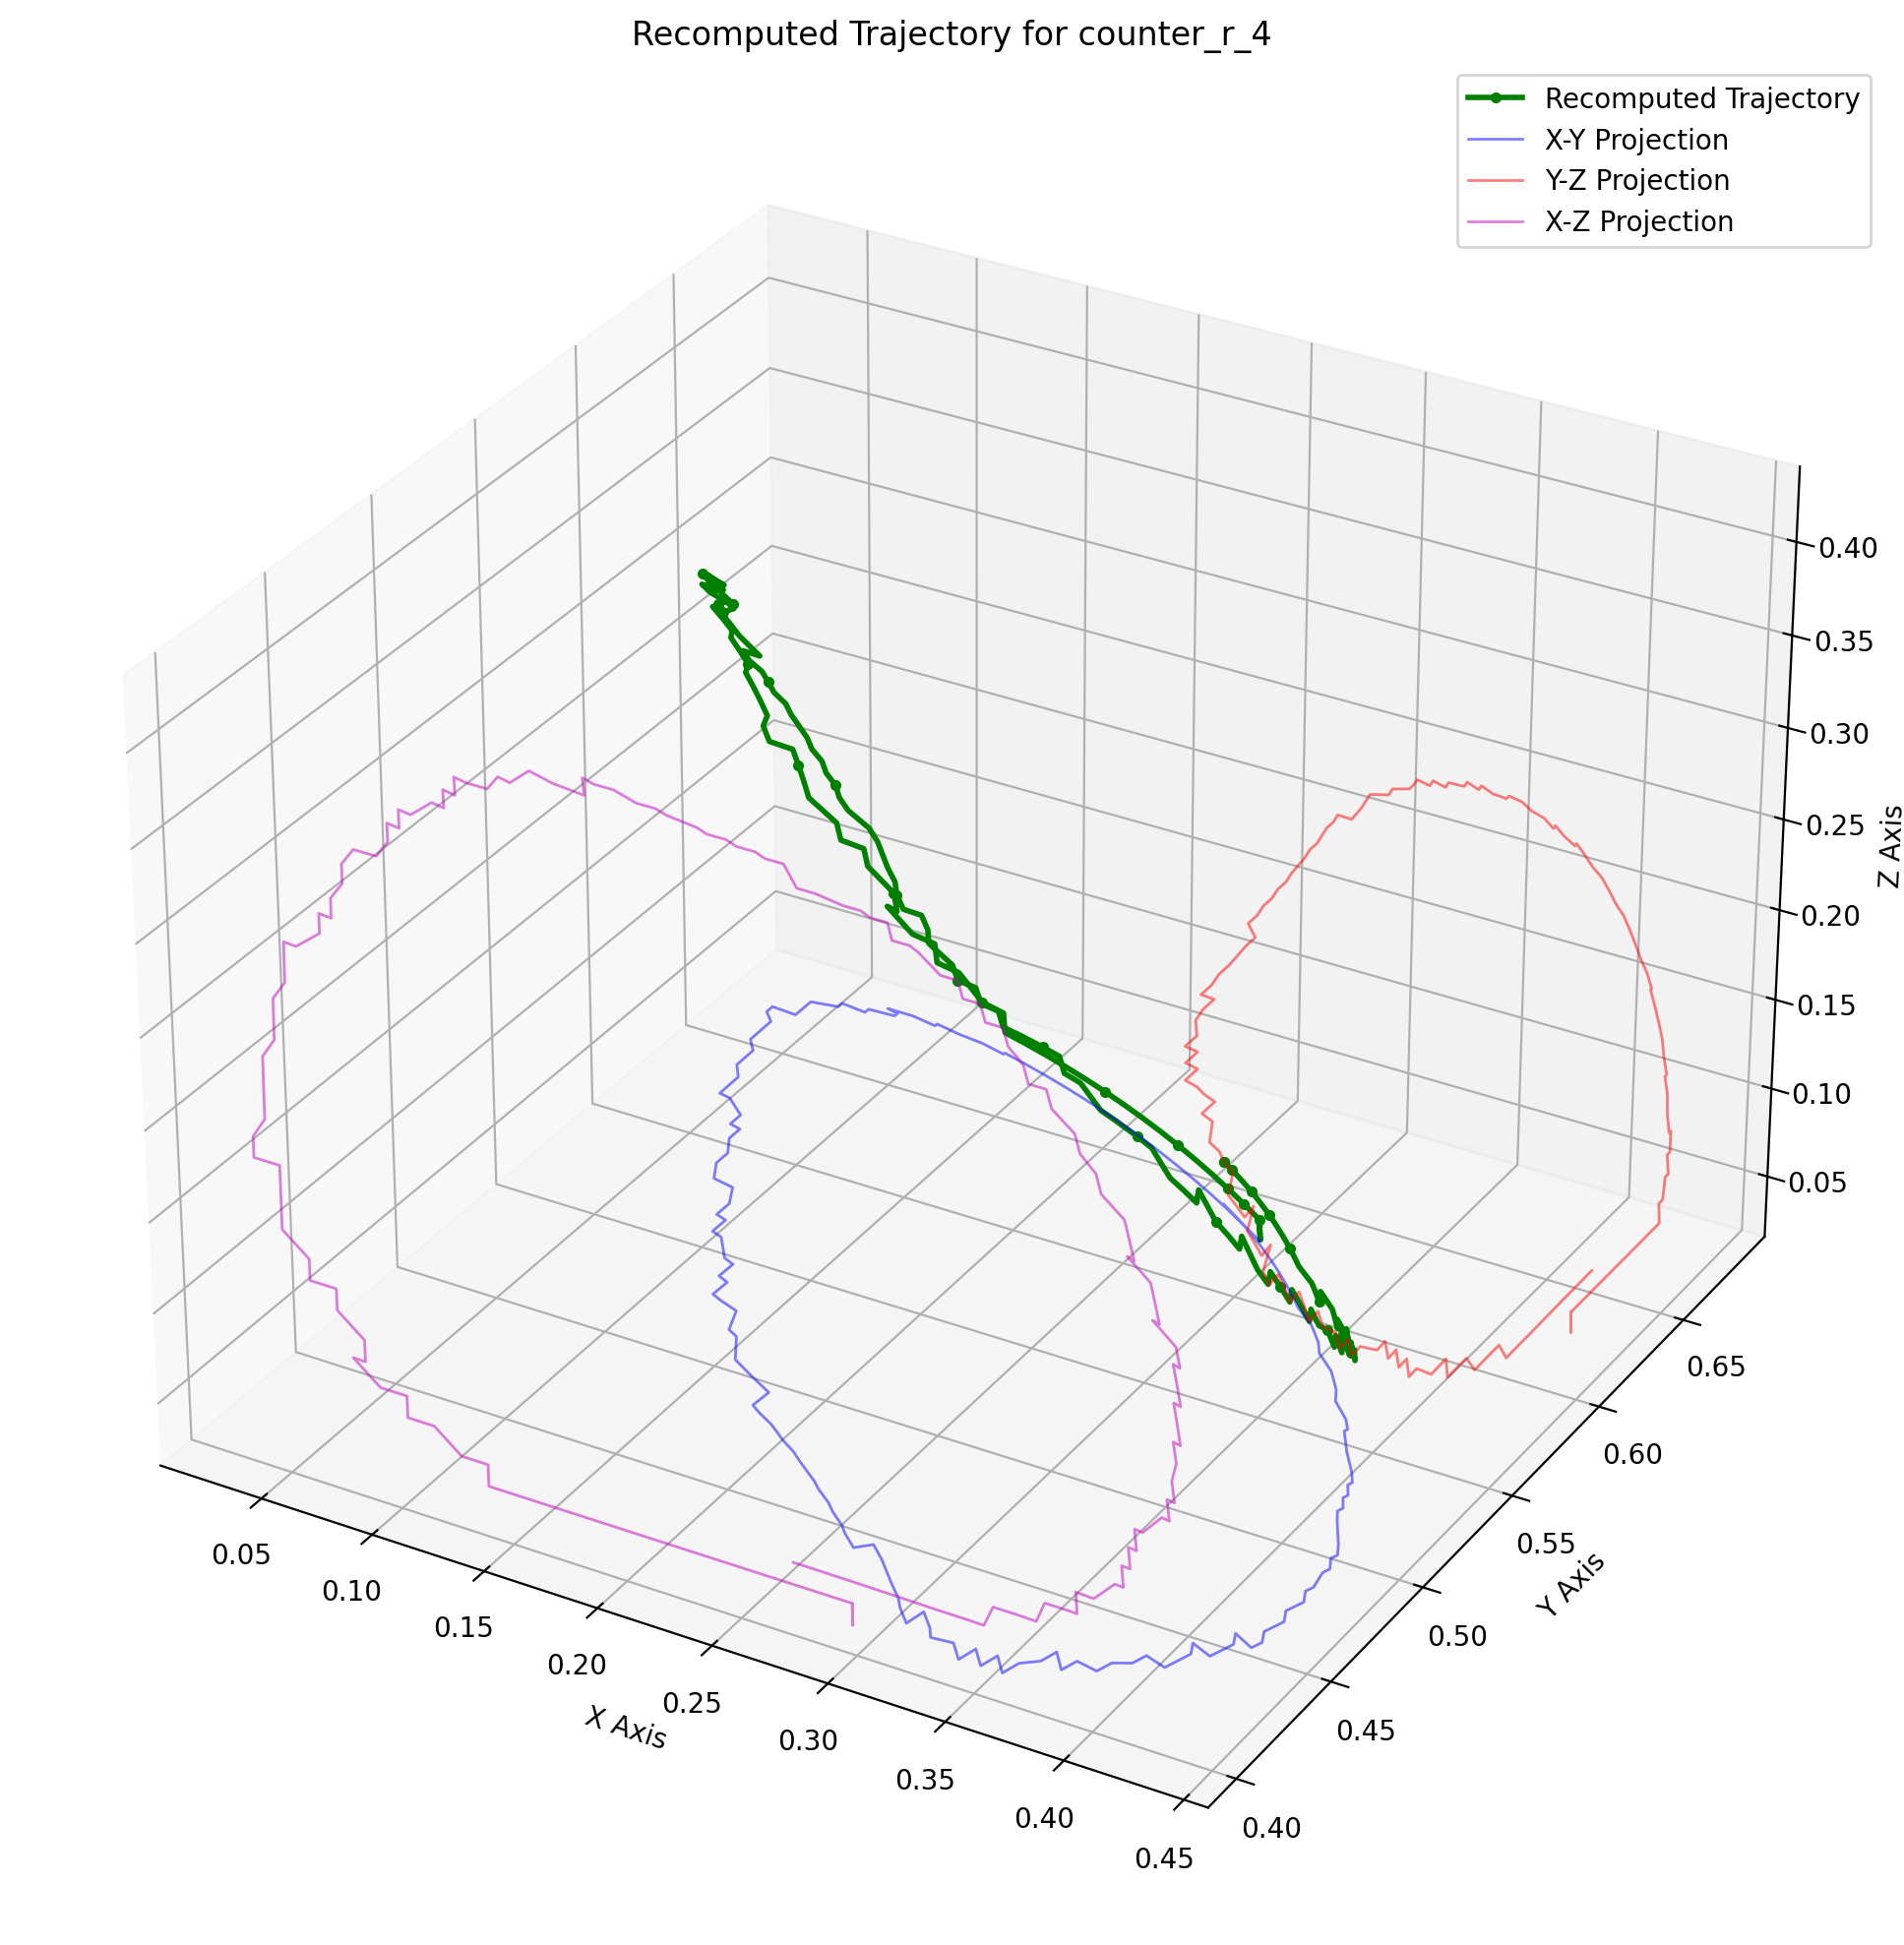 Recomputed Trajectory for counter_r_4
Recomputed Trajectory
X-Y Projection
Y-Z Projection
X-Z Projection
0.40
0.35
0.30
0.25
0.20
0.15
0.10
0.05
Z Axis
0.65
0.60
0.55
0.50
0.45
0.40
Y Axis
0.05
0.10
0.15
0.20
0.25
0.30
0.35
0.40
0.45
X Axis